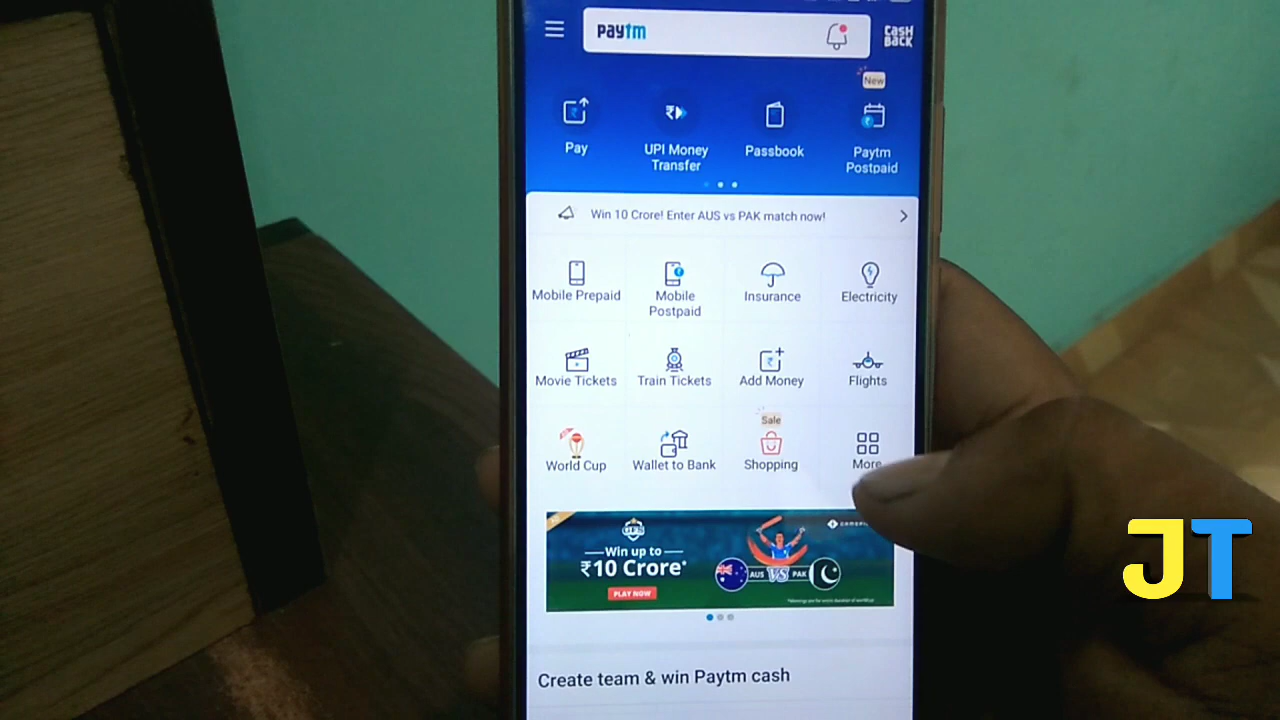 paytm
CASH
BACK
New
Pay
UPI Money
Transfer
Passbook
Paytm
Postpaid
Win 10 Crore! Enter AUS vs PAK match now!
Mobile Prepaid
Mobile
Postpaid
Insurance
Electricity
Movie Tickets
Train Tickets
Add Money
Flights
Sale
World Cup
Wallet to Bank
Shopping
More
Win up to
₹10 Crore*
PLAY NOW
AUS VS PAK
Create team & win Paytm cash
JT